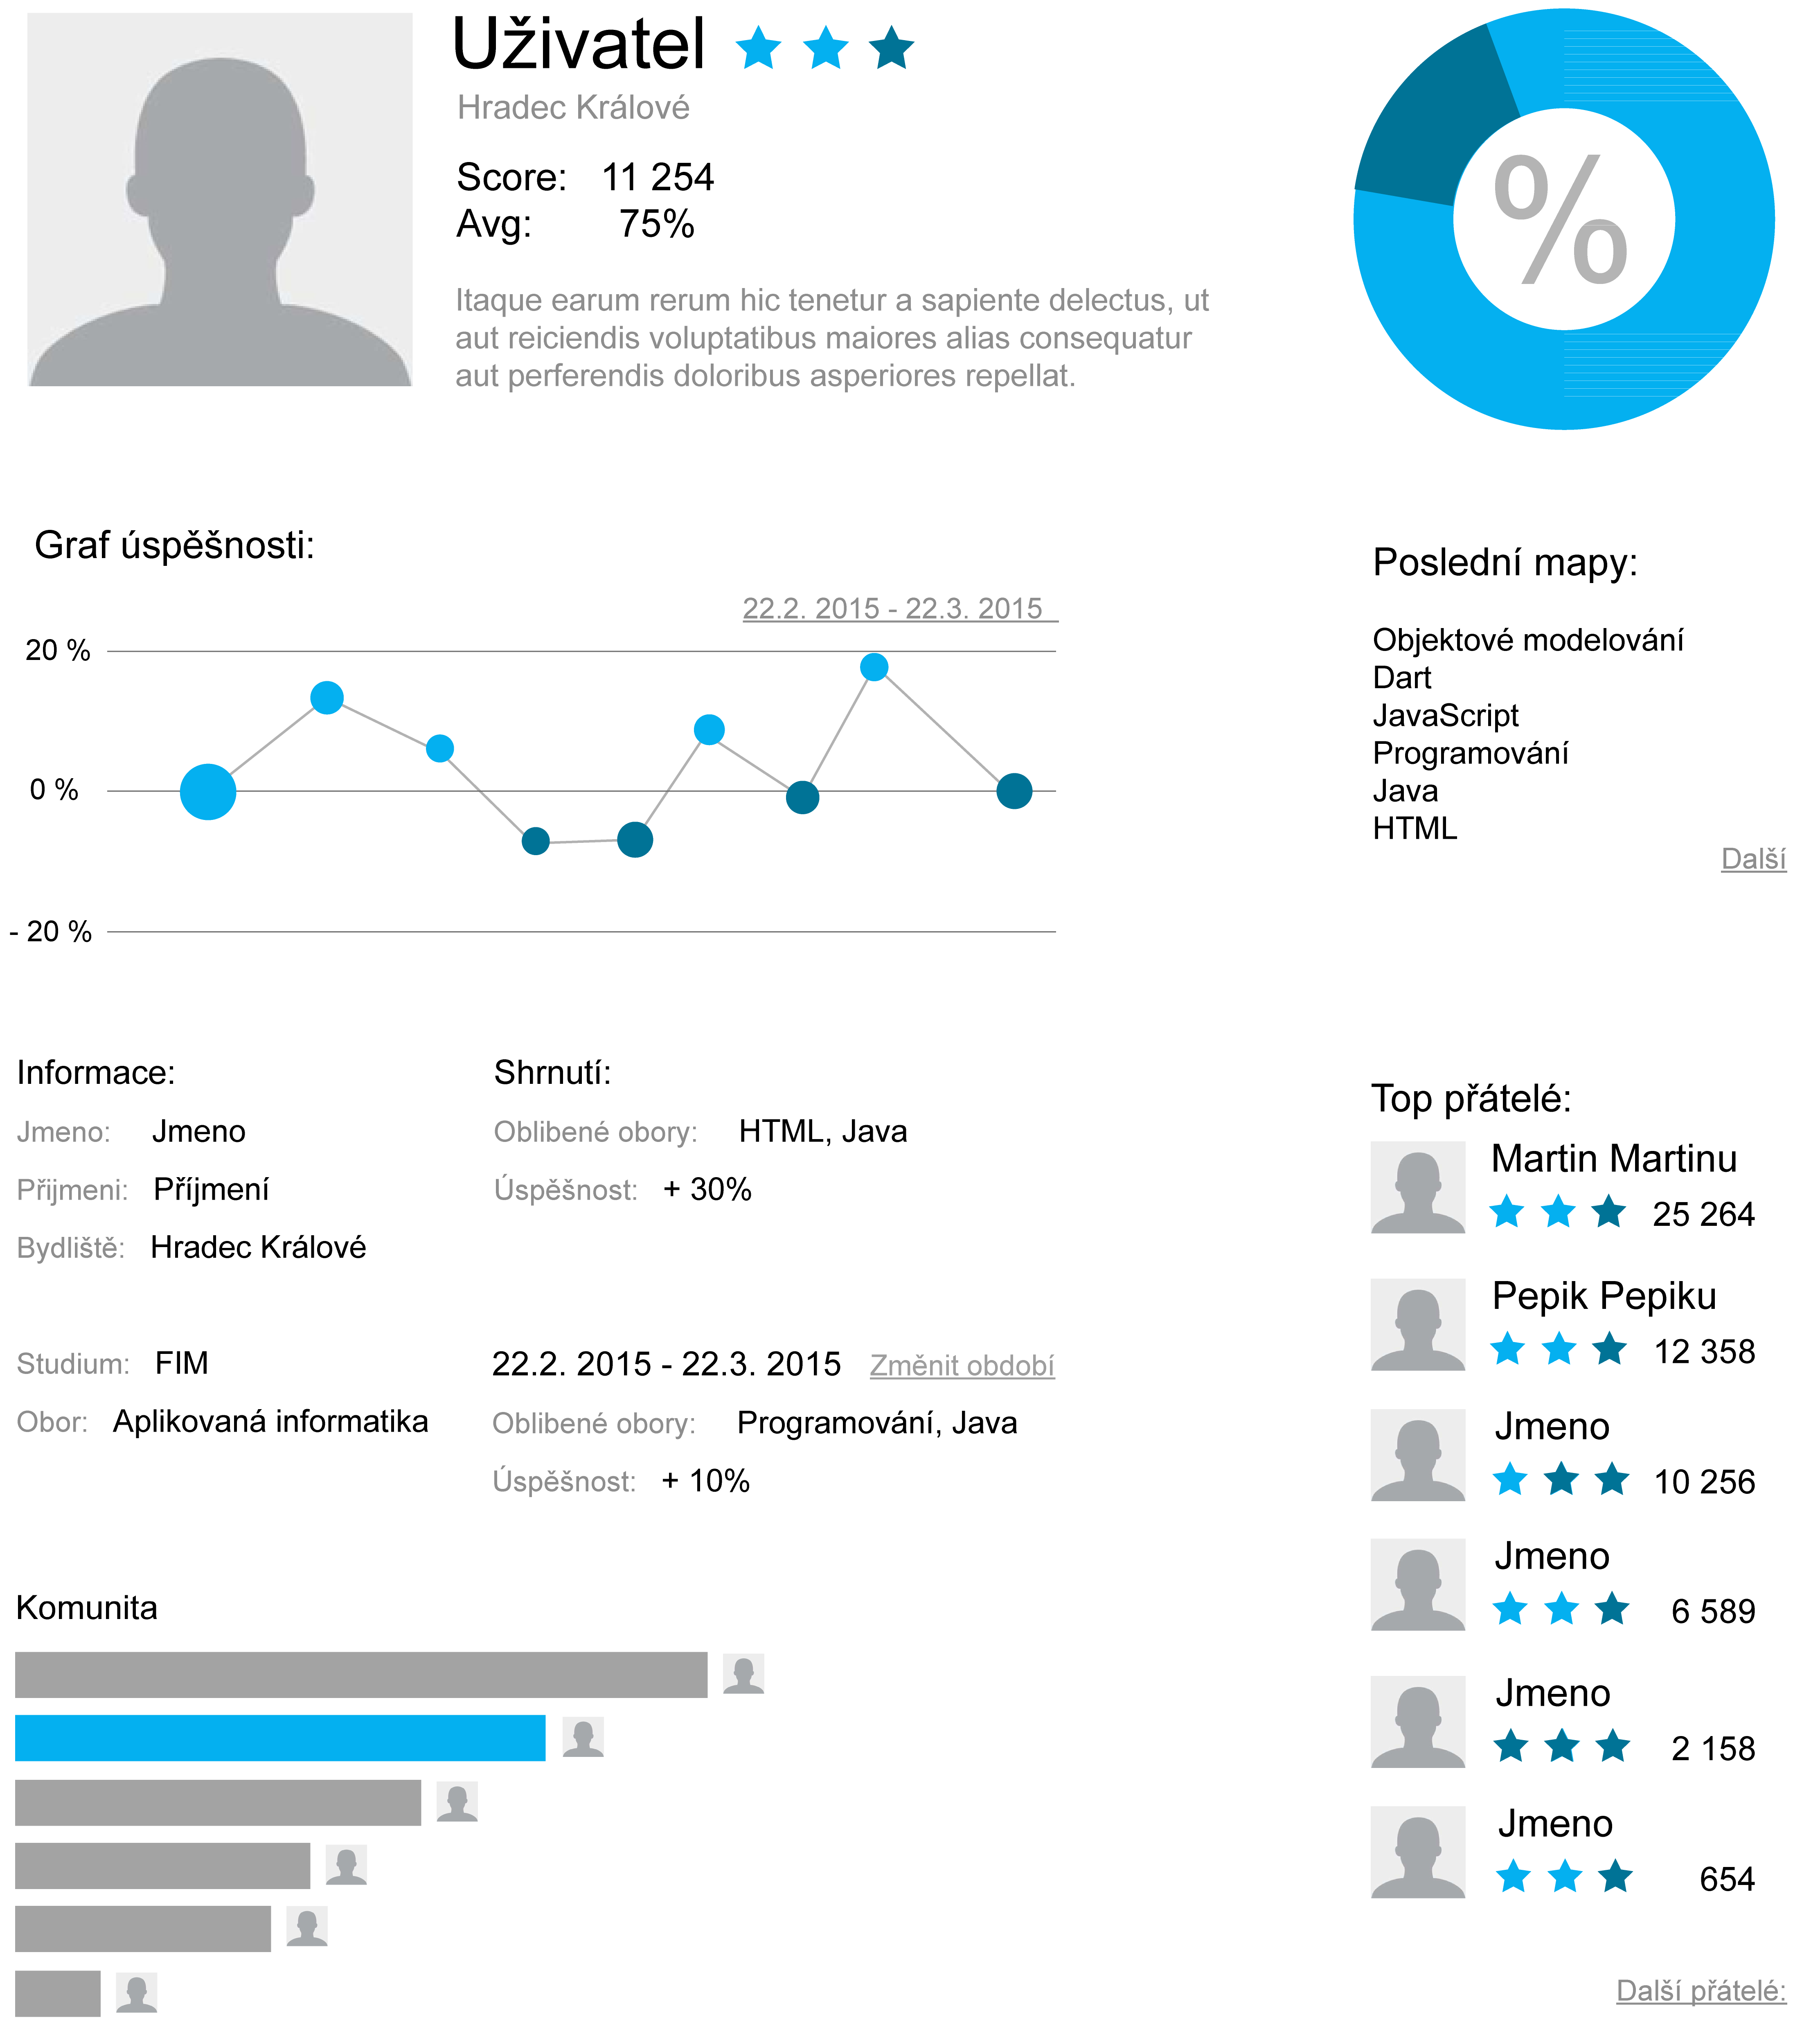 Uživatel
Hradec Králové
Score: 11 254
Avg: 75%
Itaque earum rerum hic tenetur a sapiente delectus, ut
aut reiciendis voluptatibus maiores alias consequatur
aut perferendis doloribus asperiores repellat.
%
Graf úspěšnosti:
22.2. 2015 - 22.3. 2015
20 %
0 %
- 20 %
Poslední mapy:
Objektové modelování
Dart
JavaScript
Programování
Java
HTML
Další
Informace:
Jmeno: Jmeno
Přijmeni: Příjmení
Bydliště: Hradec Králové
Studium: FIM
Obor: Aplikovaná informatika
Shrnutí:
Oblibené obory: HTML, Java
Úspěšnost: + 30%
22.2. 2015 - 22.3. 2015 Změnit období
Oblibené obory: Programování, Java
Úspěšnost: + 10%
Top přátelé:
Martin Martinu
25 264
Pepik Pepiku
12 358
Jmeno
10 256
Jmeno
6 589
Jmeno
2 158
Jmeno
654
Další přátelé:
Komunita